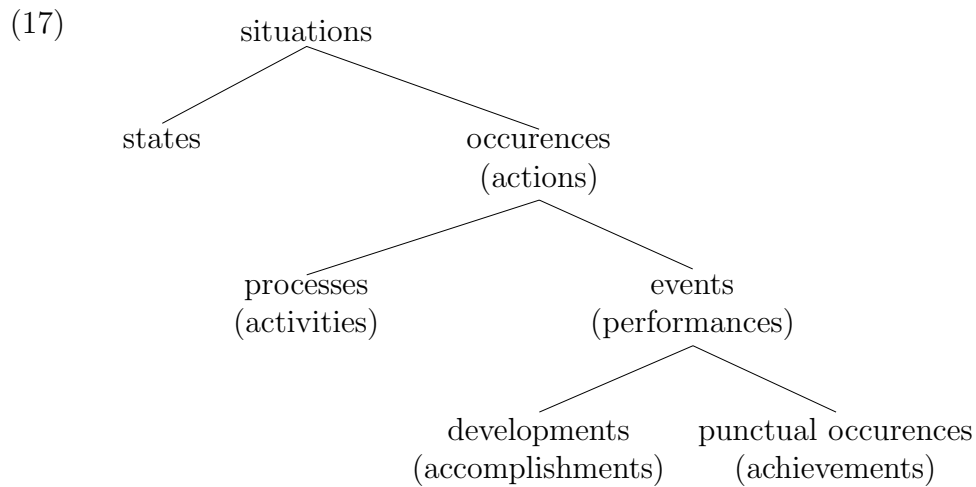 (17)
situations
states
occurences
(actions)
processes
(activities)
events
(performances)
developments
(accomplishments)
punctual occurences
(achievements)